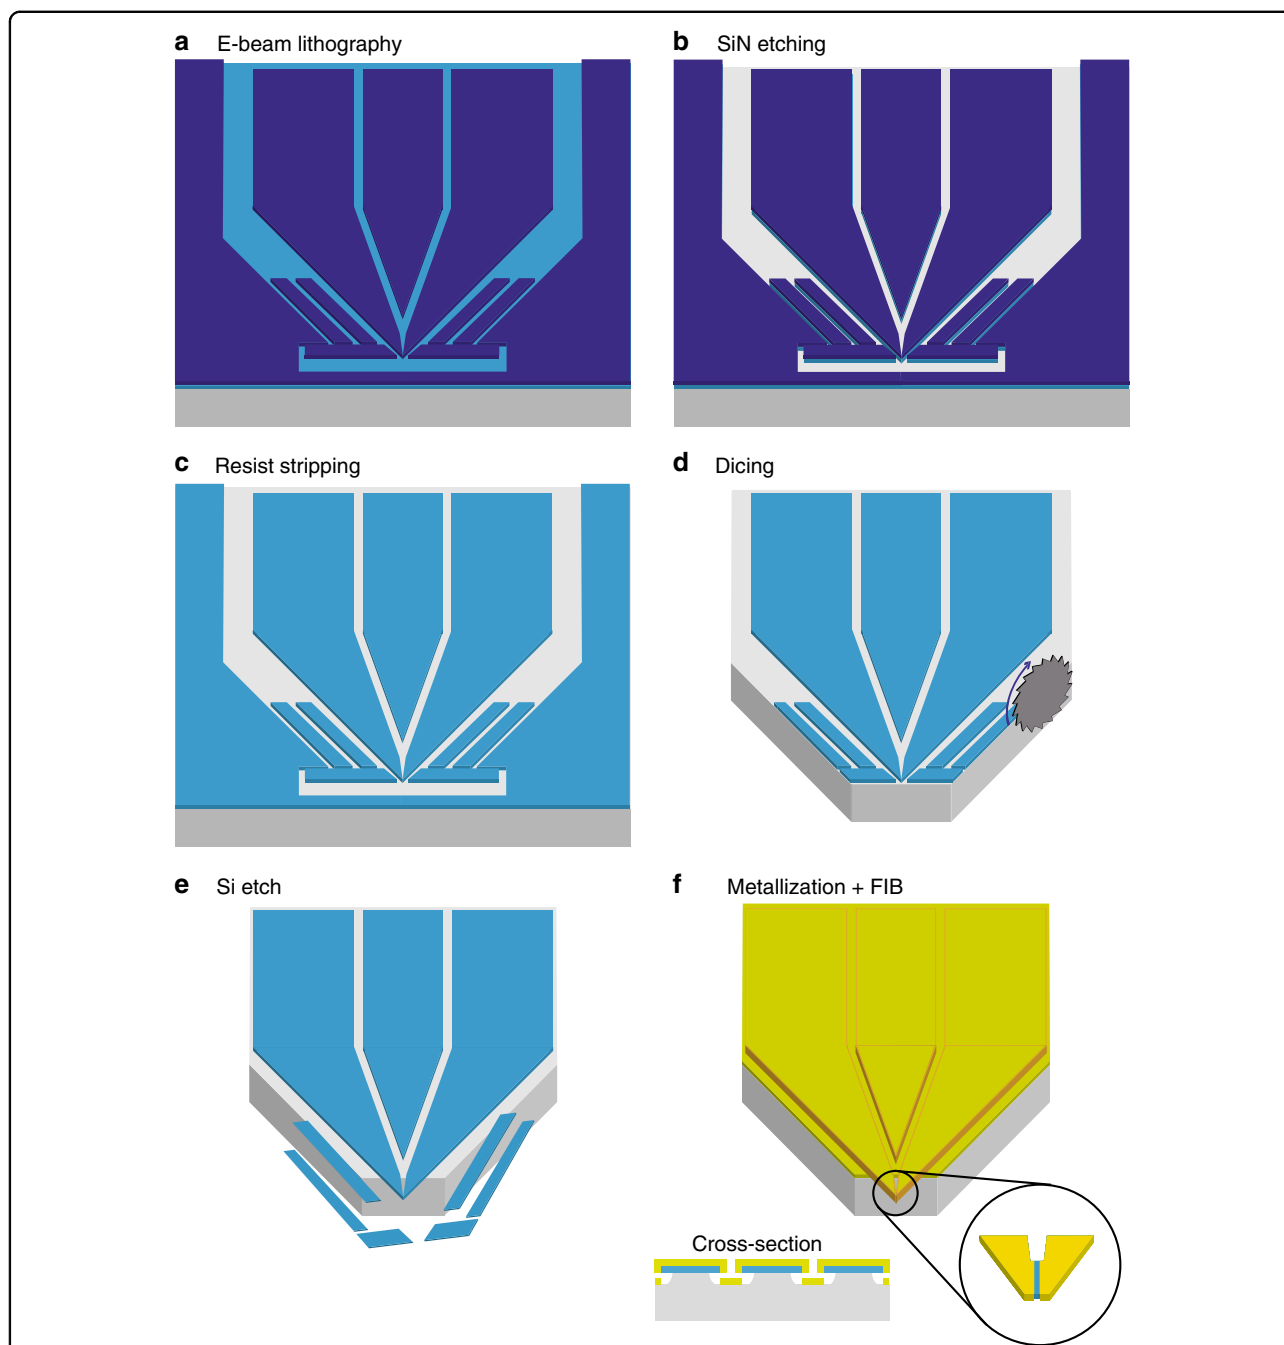 a E-beam lithography
b SiN etching
c Resist stripping
d Dicing
e Si etch
f Metallization + FIB
Cross-section